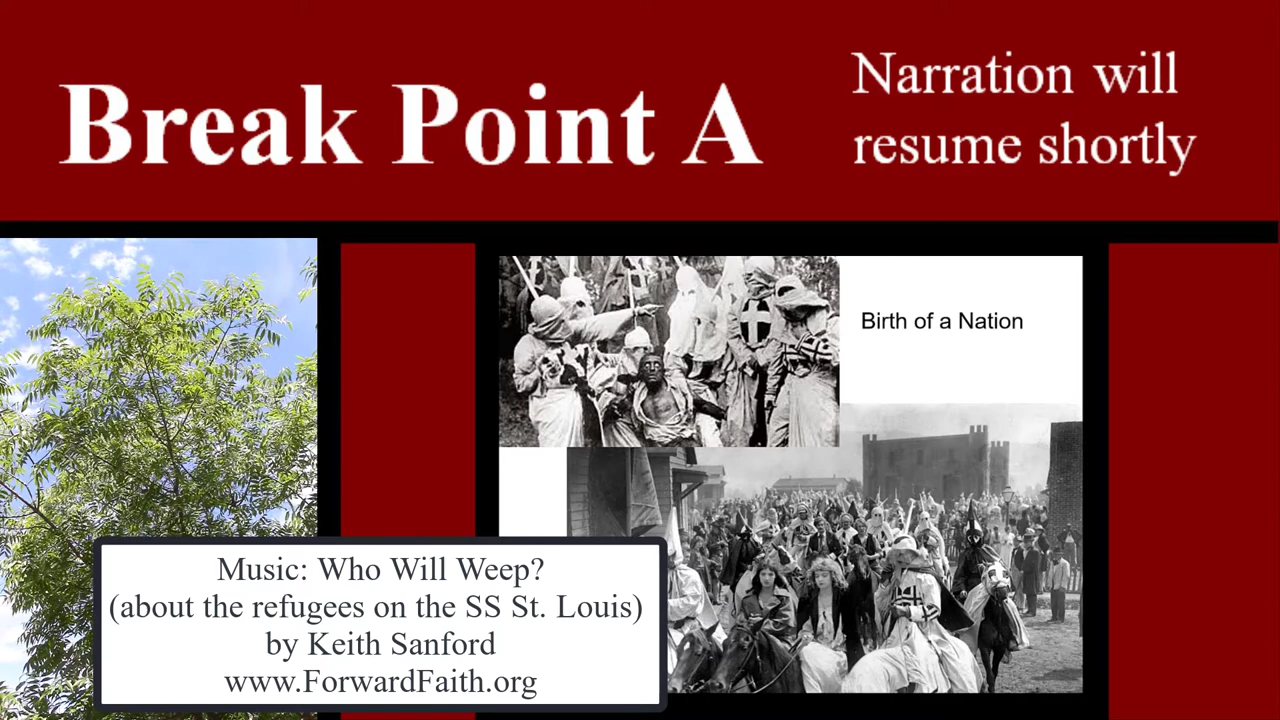 Break Point A
Narration will
resume shortly
Birth of a Nation
Music: Who Will Weep?
(about the refugees on the SS St. Louis)
by Keith Sanford
www.ForwardFaith.org